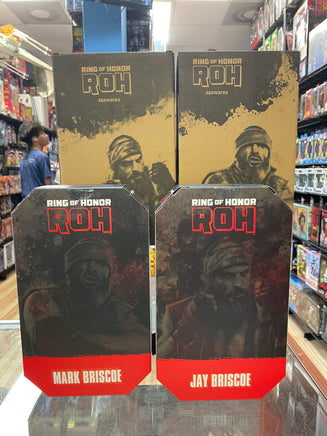 RING OF HONOR
ROH
Jazwares
RING OF HONOR
ROH
Jazwares
RING OF HONOR
ROH
MARK BRISCOE
RING OF HONOR
ROH
JAY BRISCOE